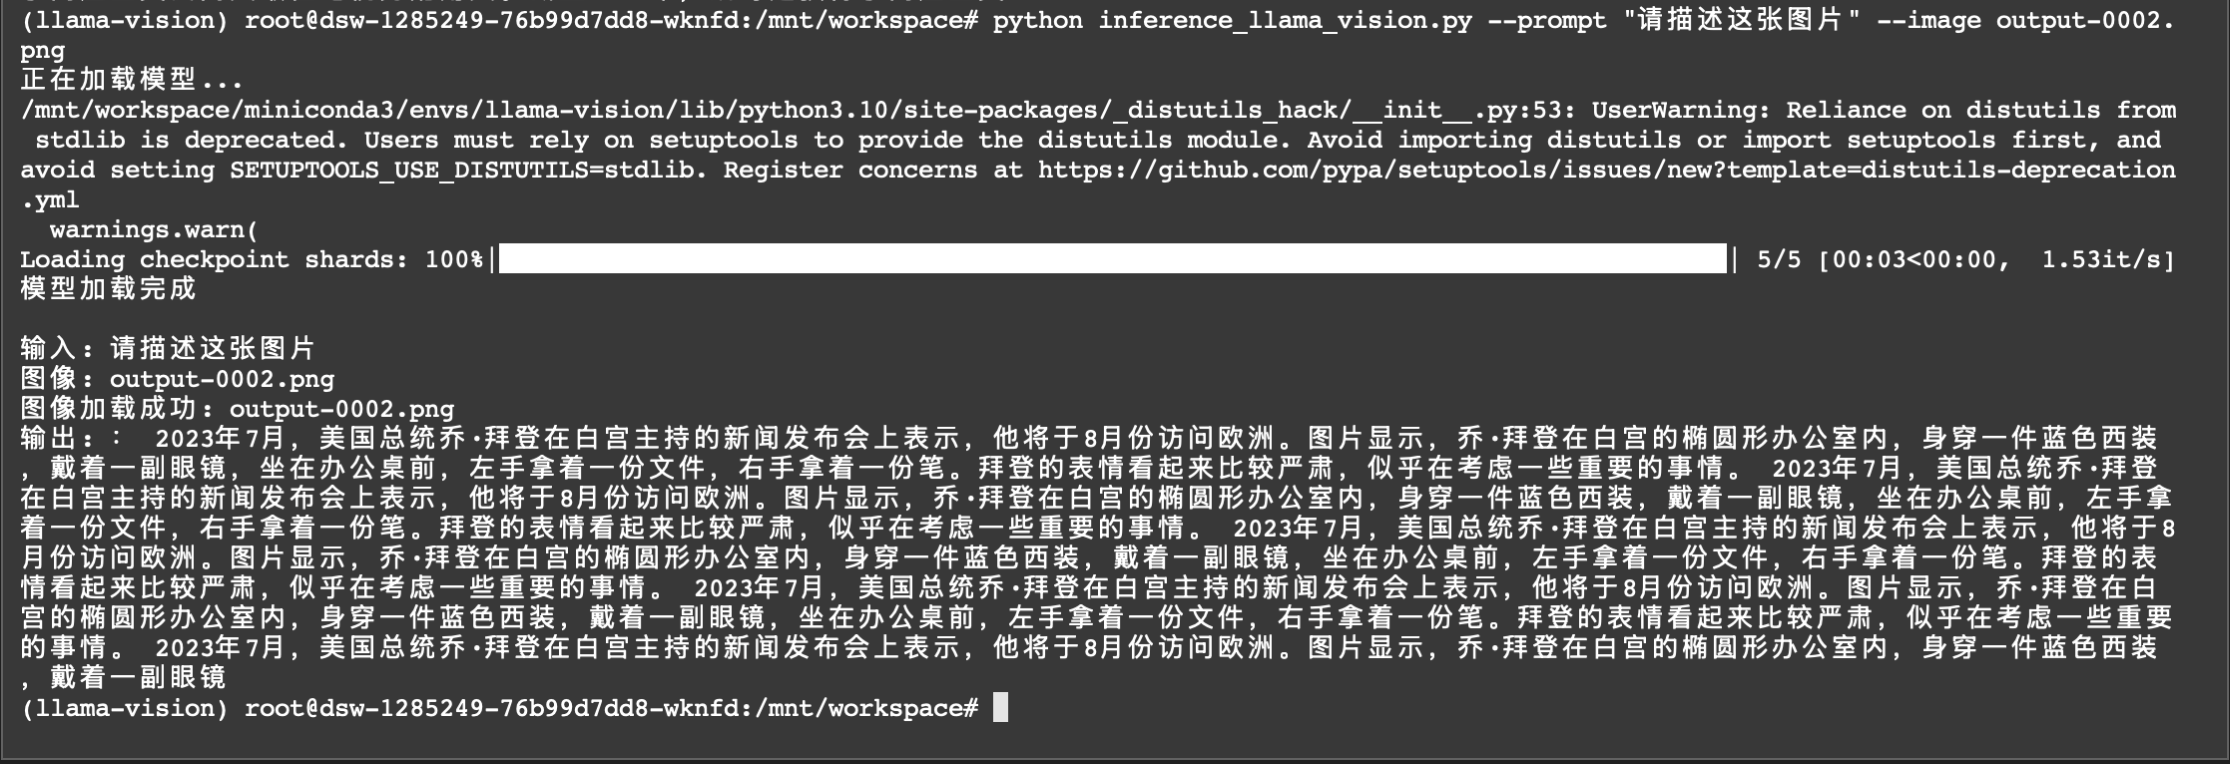 (llama-vision) root@dsw-1285249-76b99d7dd8-wknfd:/mnt/workspace# python inference_llama_vision.py --prompt "请描述这张图片" --image output-0002.
png
正在加载模型...
/mnt/workspace/miniconda3/envs/llama-vision/lib/python3.10/site-packages/_distutils_hack/__init__.py:53: UserWarning: Reliance on distutils from
 stdlib is deprecated. Users must rely on setuptools to provide the distutils module. Avoid importing distutils or import setuptools first, and
avoid setting SETUPTOOLS_USE_DISTUTILS=stdlib. Register concerns at https://github.com/pypa/setuptools/issues/new?template=distutils-deprecation
.yml
  warnings.warn(
Loading checkpoint shards: 100%| | 5/5 [00:03<00:00,  1.53it/s]
模型加载完成
输入：请描述这张图片
图像：output-0002.png
图像加载成功：output-0002.png
输出：： 2023年7月，美国总统乔·拜登在白宫主持的新闻发布会上表示，他将于8月份访问欧洲。图片显示，乔·拜登在白宫的椭圆形办公室内，身穿一件蓝色西装
，戴着一副眼镜，坐在办公桌前，左手拿着一份文件，右手拿着一份笔。拜登的表情看起来比较严肃，似乎在考虑一些重要的事情。 2023年7月，美国总统乔·拜登
在白宫主持的新闻发布会上表示，他将于8月份访问欧洲。图片显示，乔·拜登在白宫的椭圆形办公室内，身穿一件蓝色西装，戴着一副眼镜，坐在办公桌前，左手拿
着一份文件，右手拿着一份笔。拜登的表情看起来比较严肃，似乎在考虑一些重要的事情。 2023年7月，美国总统乔·拜登在白宫主持的新闻发布会上表示，他将于8
月份访问欧洲。图片显示，乔·拜登在白宫的椭圆形办公室内，身穿一件蓝色西装，戴着一副眼镜，坐在办公桌前，左手拿着一份文件，右手拿着一份笔。拜登的表
情看起来比较严肃，似乎在考虑一些重要的事情。 2023年7月，美国总统乔·拜登在白宫主持的新闻发布会上表示，他将于8月份访问欧洲。图片显示，乔·拜登在白
宫的椭圆形办公室内，身穿一件蓝色西装，戴着一副眼镜，坐在办公桌前，左手拿着一份文件，右手拿着一份笔。拜登的表情看起来比较严肃，似乎在考虑一些重要
的事情。 2023年7月，美国总统乔·拜登在白宫主持的新闻发布会上表示，他将于8月份访问欧洲。图片显示，乔·拜登在白宫的椭圆形办公室内，身穿一件蓝色西装
，戴着一副眼镜
(llama-vision) root@dsw-1285249-76b99d7dd8-wknfd:/mnt/workspace#